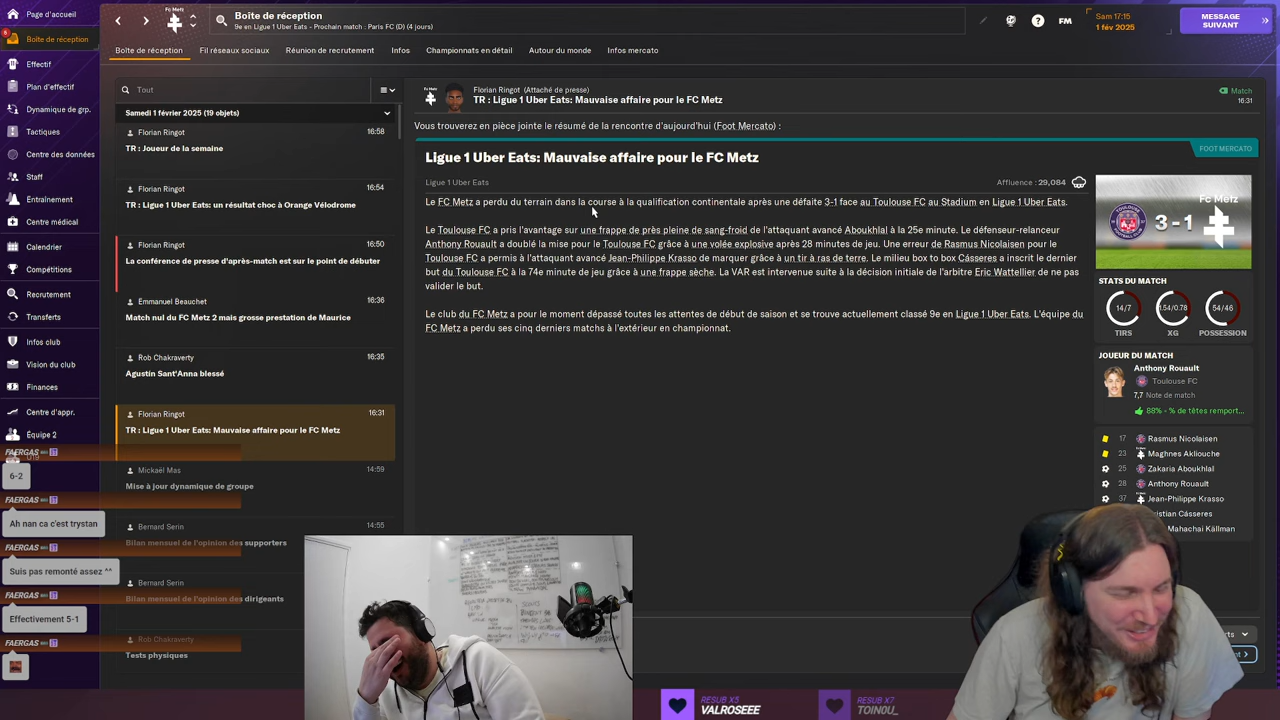 Page d'accueil
6
Boîte de réception
Effectif
Plan d'effectif
Dynamique de grp.
Tactiques
Centre des données
Staff
Entraînement
Centre médical
Calendrier
Compétitions
Recrutement
Transferts
Infos club
Vision du club
Finances
Centre d'appr.
Équipe 2
FC Metz
Boîte de réception
9e en Ligue 1 Uber Eats - Prochain match : Paris FC (D) (4 jours)
FM
Sam 17:15
1 fév 2025
MESSAGE SUIVANT
Boîte de réception
Fil réseaux sociaux
Réunion de recrutement
Infos
Championnats en détail
Autour du monde
Infos mercato
Tout
Samedi 1 février 2025 (19 objets)
Florian Ringot 16:58
TR : Joueur de la semaine
Florian Ringot 16:54
TR : Ligue 1 Uber Eats: un résultat choc à Orange Vélodrome
Florian Ringot 16:50
La conférence de presse d'après-match est sur le point de débuter
Emmanuel Beauchet 16:36
Match nul du FC Metz 2 mais grosse prestation de Maurice
Rob Chakraverty 16:35
Agustin Sant'Anna blessé
Florian Ringot 16:31
TR : Ligue 1 Uber Eats: Mauvaise affaire pour le FC Metz
Mickaël Mas 14:59
Mise à jour dynamique de groupe
Bernard Serin 14:55
Bilan mensuel de l'opinion des supporters
Bernard Serin
Bilan mensuel de l'opinion des dirigeants
Rob Chakraverty
Tests physiques
FAERGAS
6-2
FAERGAS
Ah nan ca c'est trystan
FAERGAS
Suis pas remonté assez ^^
FAERGAS
Effectivement 5-1
FAERGAS
FC Metz
Florian Ringot (Attaché de presse)
TR : Ligue 1 Uber Eats: Mauvaise affaire pour le FC Metz
Match
16:31
Vous trouverez en pièce jointe le résumé de la rencontre d'aujourd'hui (Foot Mercato) :
FOOT MERCATO
Ligue 1 Uber Eats: Mauvaise affaire pour le FC Metz
Ligue 1 Uber Eats
Affluence : 29,084
Le FC Metz a perdu du terrain dans la course à la qualification continentale après une défaite 3-1 face au Toulouse FC au Stadium en Ligue 1 Uber Eats.
Le Toulouse FC a pris l'avantage sur une frappe de près pleine de sang-froid de l'attaquant avancé Aboukhlal à la 25e minute. Le défenseur-relanceur
Anthony Rouault a doublé la mise pour le Toulouse FC grâce à une volée explosive après 28 minutes de jeu. Une erreur de Rasmus Nicolaisen pour le
Toulouse FC a permis à l'attaquant avancé Jean-Philippe Krasso de marquer grâce à un tir à ras de terre. Le milieu box to box Cásseres a inscrit le dernier
but du Toulouse FC à la 74e minute de jeu grâce à une frappe sèche. La VAR est intervenue suite à la décision initiale de l'arbitre Eric Wattellier de ne pas
valider le but.
Le club du FC Metz a pour le moment dépassé toutes les attentes de début de saison et se trouve actuellement classé 9e en Ligue 1 Uber Eats. L'équipe du
FC Metz a perdu ses cinq derniers matchs à l'extérieur en championnat.
3 - 1
FC Metz
STATS DU MATCH
14/7
1.54/0.78
54/46
TIRS
XG
POSSESSION
JOUEUR DU MATCH
Anthony Rouault
Toulouse FC
7,7 Note de match
88% - % de têtes remport...
17 Rasmus Nicolaisen
23 Maghnes Akliouche
25 Zakaria Aboukhlal
28 Anthony Rouault
37 Jean-Philippe Krasso
Cristian Cásseres
Mahachai Källman
RESUB X5
VALROSEEE
RESUB X7
TOIN0U_